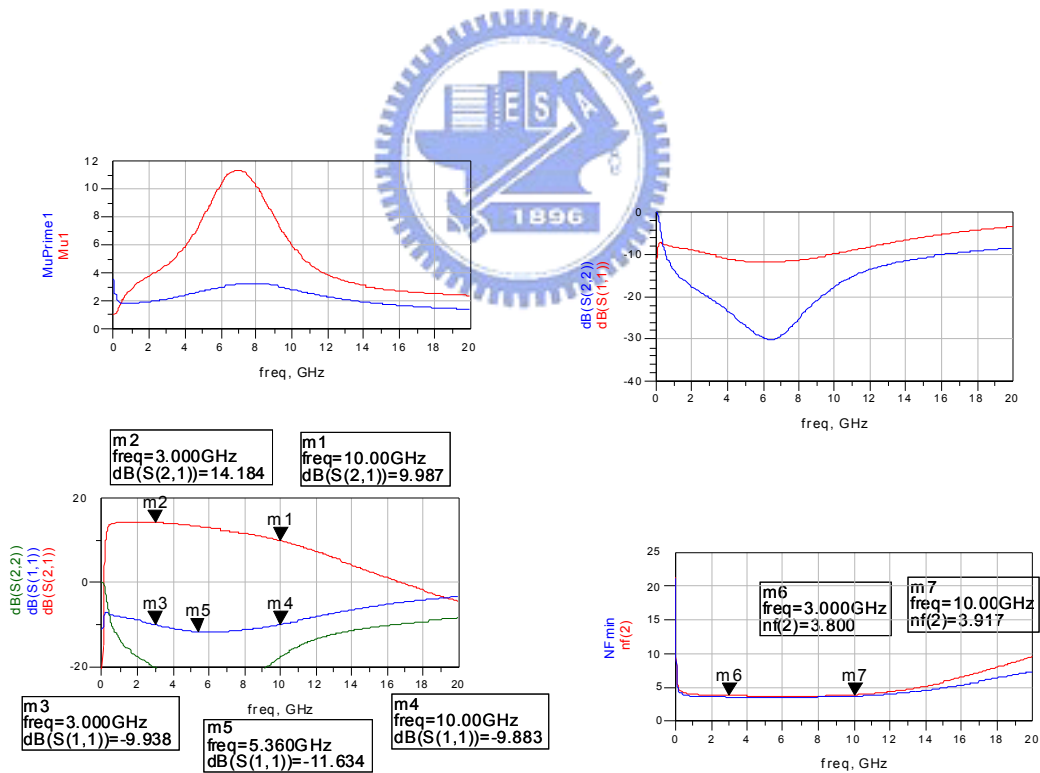 E S A
1896
MuPrime1
Mu1
12
10
8
6
4
2
0
0 2 4 6 8 10 12 14 16 18 20
freq, GHz
dB(S(2,2))
dB(S(1,1))
0
-10
-20
-30
-40
0 2 4 6 8 10 12 14 16 18 20
freq, GHz
m2
freq=3.000GHz
dB(S(2,1))=14.184
m1
freq=10.00GHz
dB(S(2,1))=9.987
dB(S(2,2))
dB(S(1,1))
dB(S(2,1))
20
0
-20
m2
m1
m3
m5
m4
0 2 4 6 8 10 12 14 16 18 20
freq, GHz
m3
freq=3.000GHz
dB(S(1,1))=-9.938
m5
freq=5.360GHz
dB(S(1,1))=-11.634
m4
freq=10.00GHz
dB(S(1,1))=-9.883
NFmin
nf(2)
25
20
15
10
5
0
m6
freq=3.000GHz
nf(2)=3.800
m7
freq=10.00GHz
nf(2)=3.917
m6
m7
0 2 4 6 8 10 12 14 16 18 20
freq, GHz